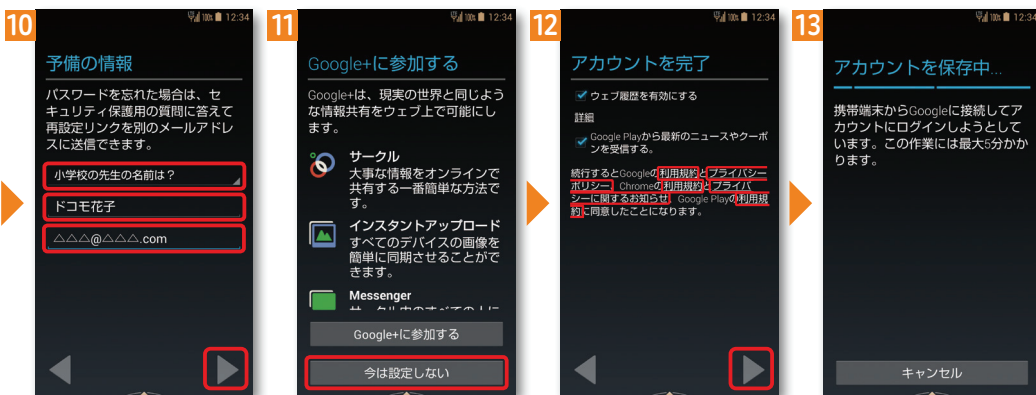 10
100% 12:34
予備の情報
パスワードを忘れた場合は、セ
キュリティ保護用の質問に答えて
再設定リンクを別のメールアドレ
スに送信できます。
小学校の先生の名前は？
ドコモ花子
△△△@△△△.com
11
100% 12:34
Google+に参加する
Google+は、現実の世界と同じよう
な情報共有をウェブ上で可能にし
ます。
サークル
大事な情報をオンラインで
共有する一番簡単な方法で
す。
インスタントアップロード
すべてのデバイスの画像を
簡単に同期させることがで
きます。
Messenger
サークル中のすべての人に
Google+に参加する
今は設定しない
12
100% 12:34
アカウントを完了
ウェブ履歴を有効にする
詳細
Google Playから最新のニュースやクーポ
ンを受信する。
続行するとGoogleの利用規約とプライバシー
ポリシー、Chromeの利用規約とプライバ
シーに関するお知らせ、Google Playの利用規
約に同意したことになります。
13
100% 12:34
アカウントを保存中...
携帯端末からGoogleに接続してア
カウントにログインしようとして
います。この作業には最大5分かか
ります。
キャンセル